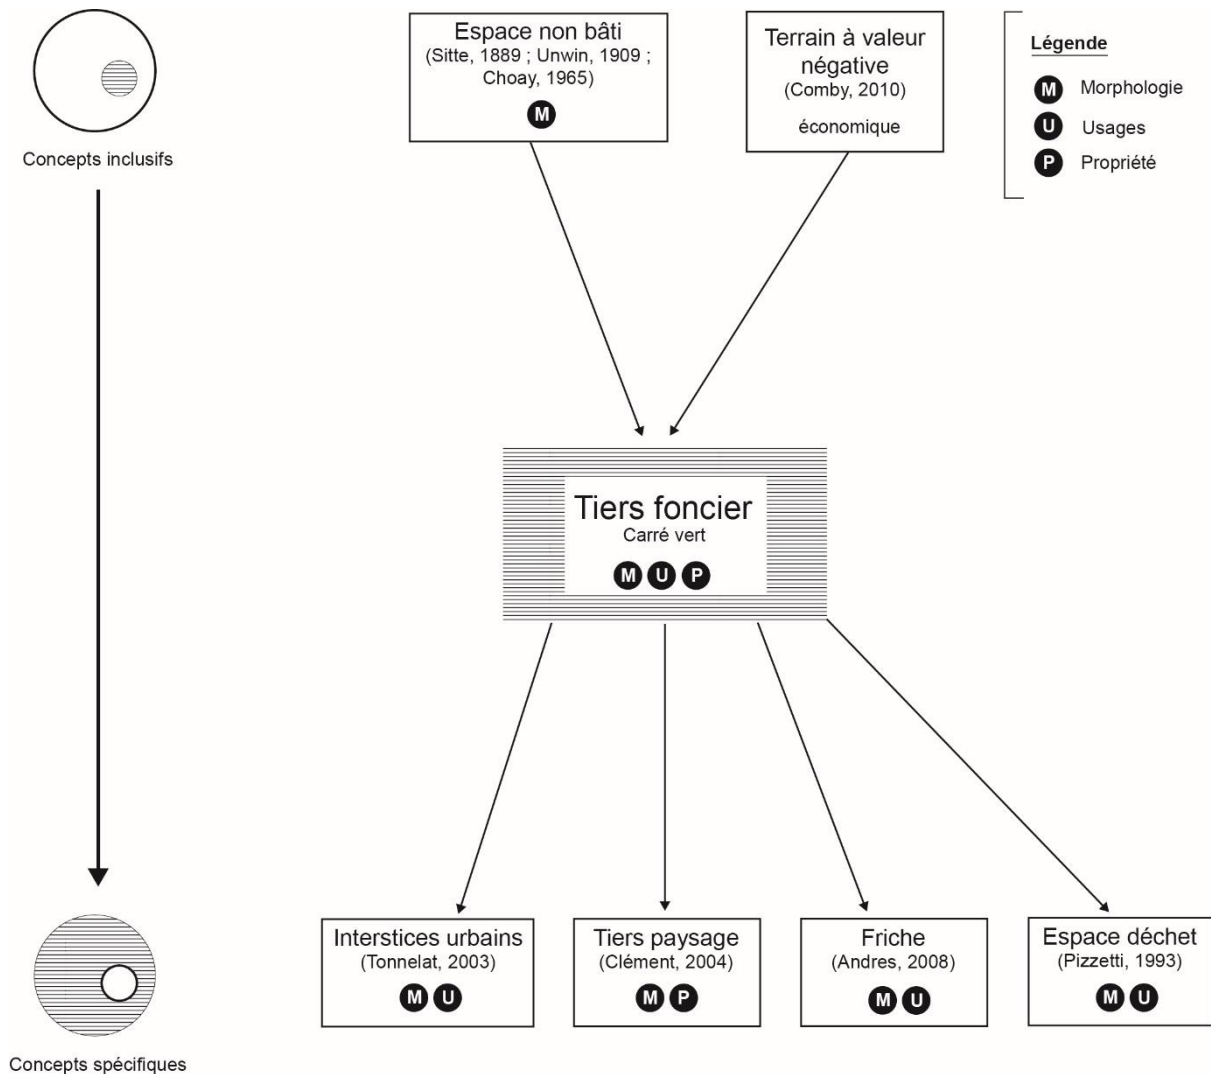 Espace non bâti
(Sitte, 1889 ; Unwin, 1909 ;
Choay, 1965)
M
Terrain à valeur
négative
(Comby, 2010)
économique
Légende
M Morphologie
U Usages
P Propriété
Concepts inclusifs
Tiers foncier
Carré vert
M U P
Interstices urbains
(Tonnelat, 2003)
M U
Tiers paysage
(Clément, 2004)
M P
Friche
(Andres, 2008)
M U
Espace déchet
(Pizzetti, 1993)
M U
Concepts spécifiques